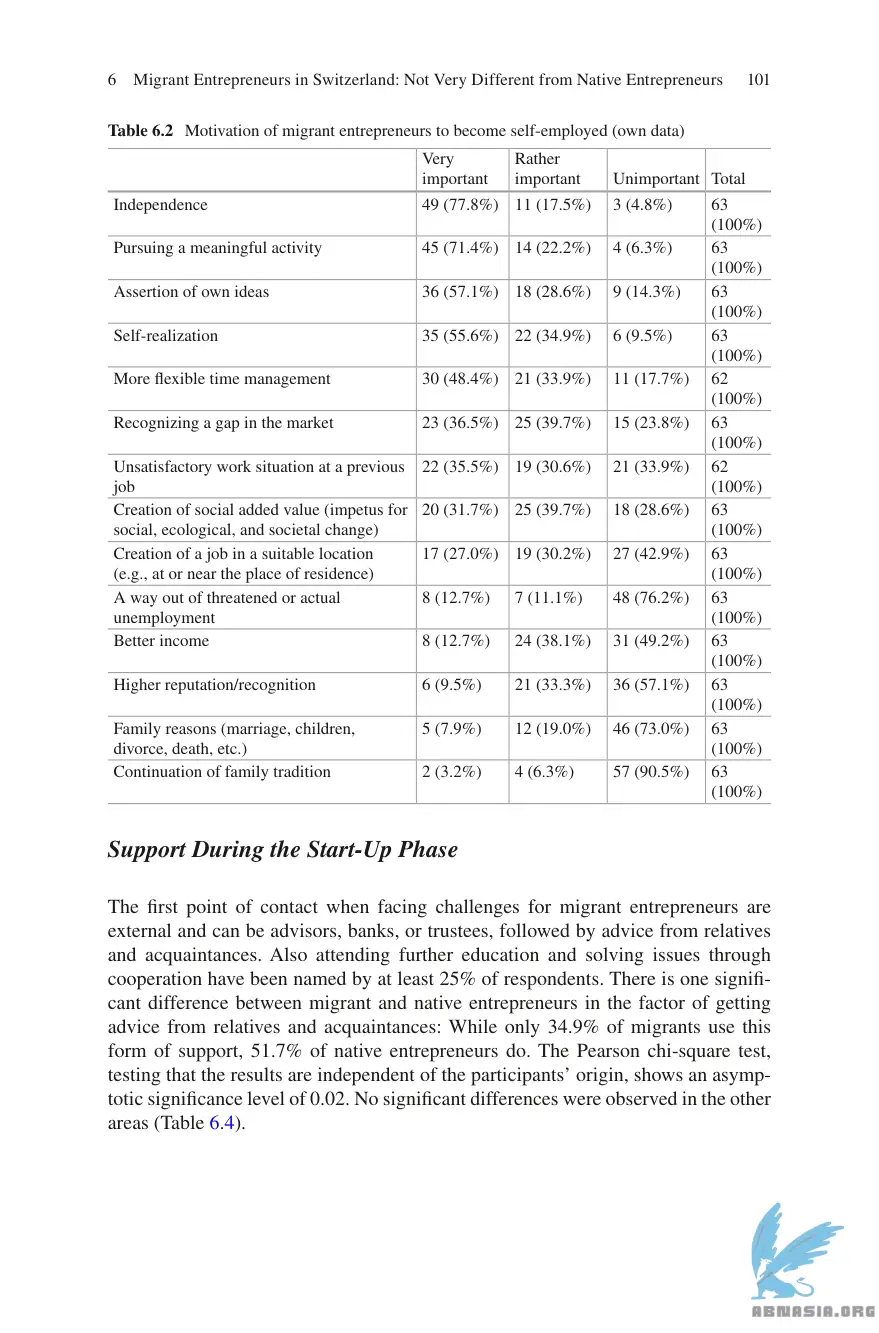 6 Migrant Entrepreneurs in Switzerland: Not Very Different from Native Entrepreneurs 101
Table 6.2 Motivation of migrant entrepreneurs to become self-employed (own data)
Very important Rather important Unimportant Total
Independence 49 (77.8%) 11 (17.5%) 3 (4.8%) 63 (100%)
Pursuing a meaningful activity 45 (71.4%) 14 (22.2%) 4 (6.3%) 63 (100%)
Assertion of own ideas 36 (57.1%) 18 (28.6%) 9 (14.3%) 63 (100%)
Self-realization 35 (55.6%) 22 (34.9%) 6 (9.5%) 63 (100%)
More flexible time management 30 (48.4%) 21 (33.9%) 11 (17.7%) 62 (100%)
Recognizing a gap in the market 23 (36.5%) 25 (39.7%) 15 (23.8%) 63 (100%)
Unsatisfactory work situation at a previous job 22 (35.5%) 19 (30.6%) 21 (33.9%) 62 (100%)
Creation of social added value (impetus for social, ecological, and societal change) 20 (31.7%) 25 (39.7%) 18 (28.6%) 63 (100%)
Creation of a job in a suitable location (e.g., at or near the place of residence) 17 (27.0%) 19 (30.2%) 27 (42.9%) 63 (100%)
A way out of threatened or actual unemployment 8 (12.7%) 7 (11.1%) 48 (76.2%) 63 (100%)
Better income 8 (12.7%) 24 (38.1%) 31 (49.2%) 63 (100%)
Higher reputation/recognition 6 (9.5%) 21 (33.3%) 36 (57.1%) 63 (100%)
Family reasons (marriage, children, divorce, death, etc.) 5 (7.9%) 12 (19.0%) 46 (73.0%) 63 (100%)
Continuation of family tradition 2 (3.2%) 4 (6.3%) 57 (90.5%) 63 (100%)
Support During the Start-Up Phase
The first point of contact when facing challenges for migrant entrepreneurs are
external and can be advisors, banks, or trustees, followed by advice from relatives
and acquaintances. Also attending further education and solving issues through
cooperation have been named by at least 25% of respondents. There is one signifi-
cant difference between migrant and native entrepreneurs in the factor of getting
advice from relatives and acquaintances: While only 34.9% of migrants use this
form of support, 51.7% of native entrepreneurs do. The Pearson chi-square test,
testing that the results are independent of the participants' origin, shows an asymp-
totic significance level of 0.02. No significant differences were observed in the other
areas (Table 6.4).
ABNASIA.ORG